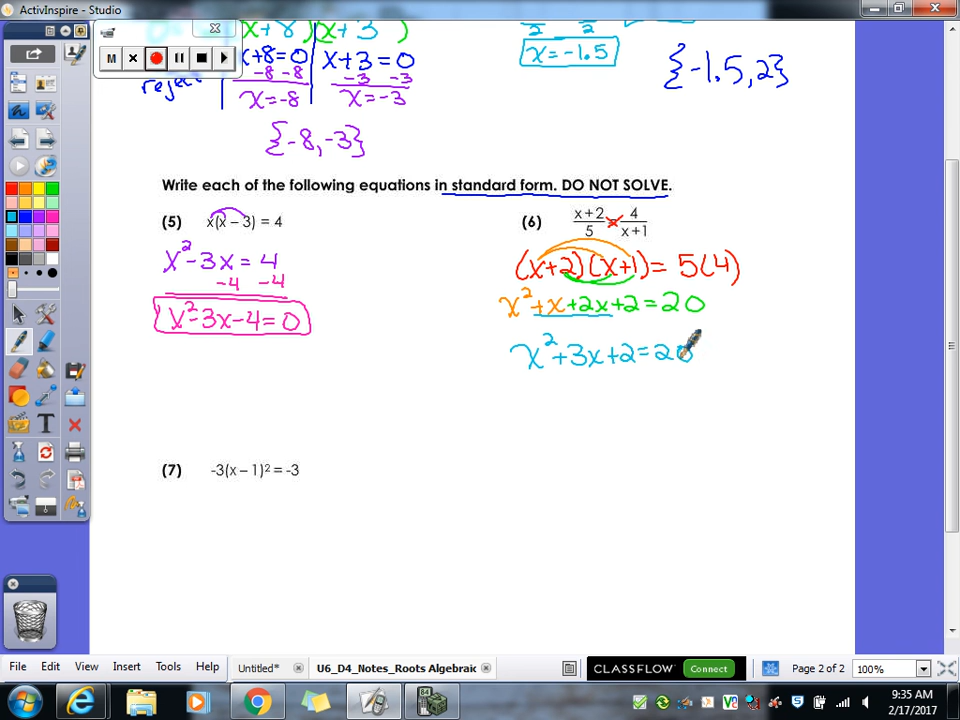 ActivInspire - Studio
(x+8)(x+3)
x+8=0 x+3=0
-8 -8 -3 -3
reject
x=-8 x=-3
{-8,-3}
2 2
x=-1.5
{-1.5,2}
Write each of the following equations in standard form. DO NOT SOLVE.
(5) x(x – 3) = 4
x²-3x=4
-4 -4
x²-3x-4=0
(6) x+2/5 = 4/x+1
(x+2)(x+1)=5(4)
x²+x+2x+2=20
x²+3x+2=20
(7) -3(x – 1)² = -3
File Edit View Insert Tools Help Untitled* U6_D4_Notes_Roots Algebraic CLASSFLOW Connect Page 2 of 2 100%
9:35 AM
2/17/2017